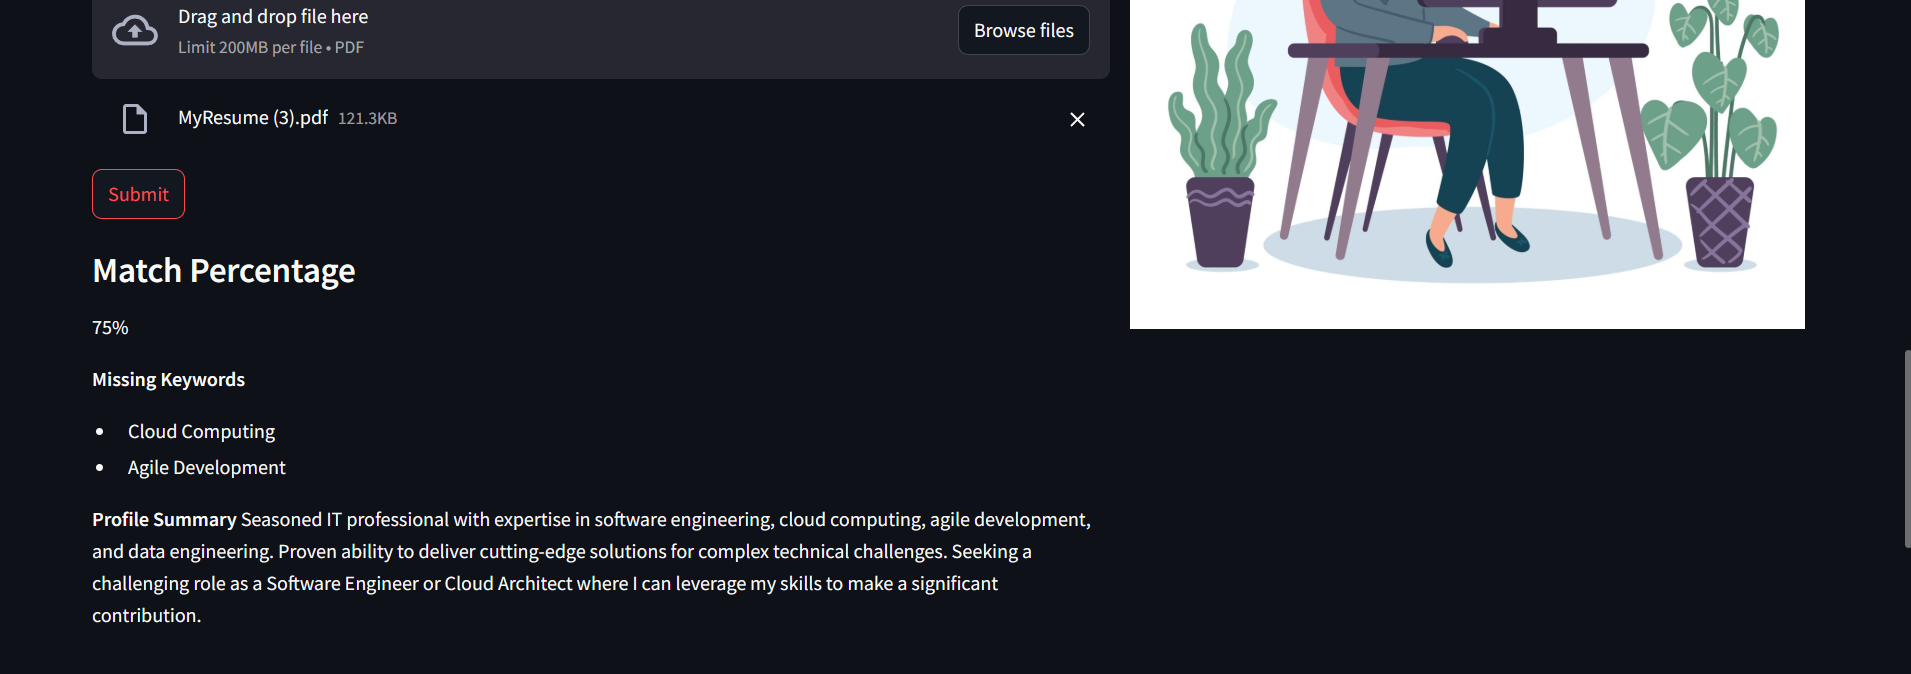 Drag and drop file here
Limit 200MB per file • PDF
Browse files
MyResume (3).pdf 121.3KB
Submit
Match Percentage
75%
Missing Keywords
• Cloud Computing
• Agile Development
Profile Summary Seasoned IT professional with expertise in software engineering, cloud computing, agile development,
and data engineering. Proven ability to deliver cutting-edge solutions for complex technical challenges. Seeking a
challenging role as a Software Engineer or Cloud Architect where I can leverage my skills to make a significant
contribution.